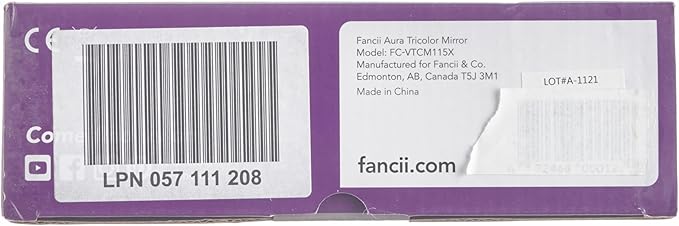 CE
Come
LPN 057 111 208
Fancii Aura Tricolor Mirror
Model: FC-VTCM115X
Manufactured for Fancii & Co.
Edmonton, AB, Canada T5J 3M1
Made in China
fancii.com
LOT#A-1121